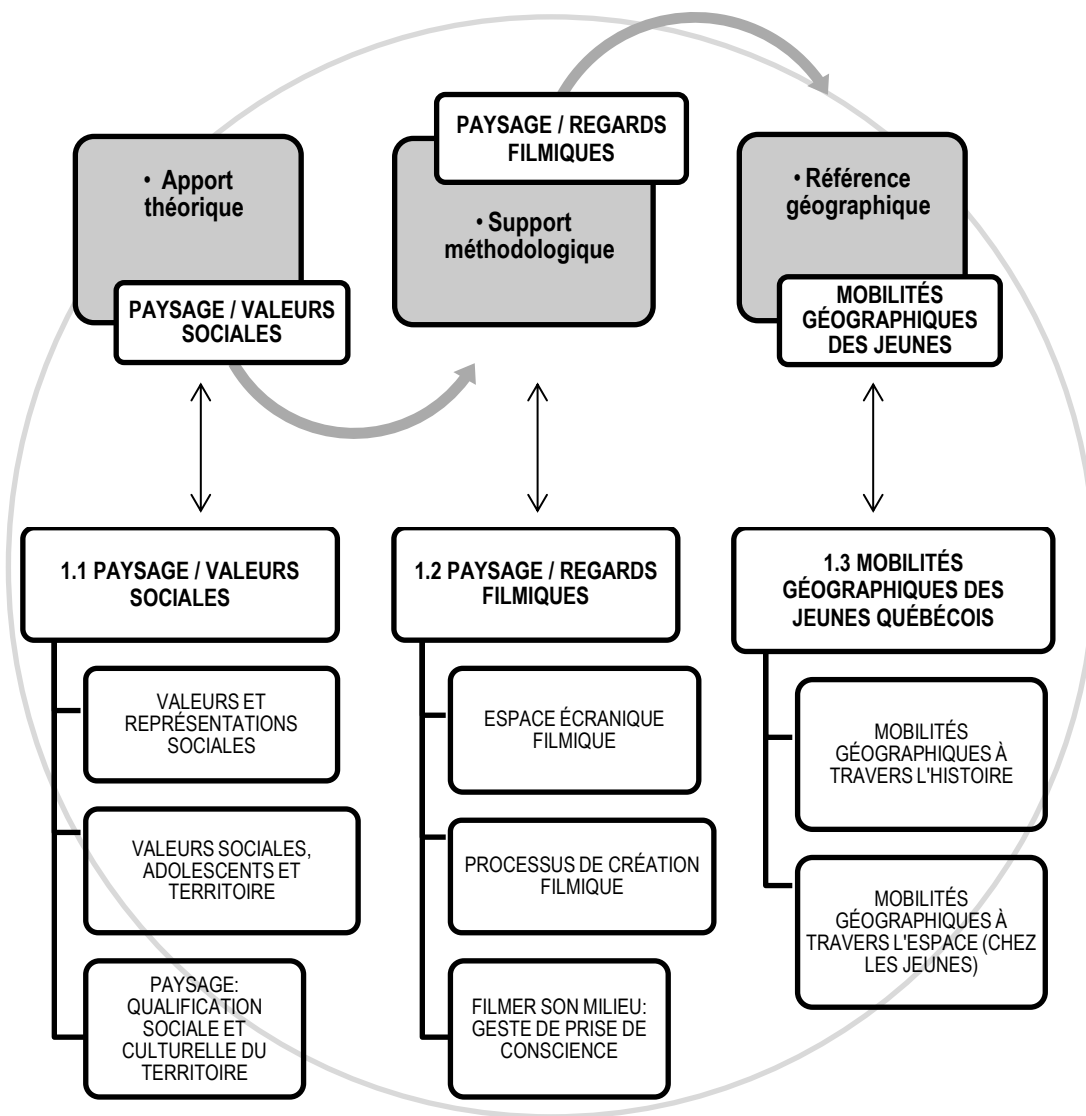 • Apport
théorique
PAYSAGE / VALEURS
SOCIALES
PAYSAGE / REGARDS
FILMIQUES
• Support
méthodologique
• Référence
géographique
MOBILITÉS
GÉOGRAPHIQUES
DES JEUNES
1.1 PAYSAGE / VALEURS
SOCIALES
VALEURS ET
REPRÉSENTATIONS
SOCIALES
VALEURS SOCIALES,
ADOLESCENTS ET
TERRITOIRE
PAYSAGE:
QUALIFICATION
SOCIALE ET
CULTURELLE DU
TERRITOIRE
1.2 PAYSAGE / REGARDS
FILMIQUES
ESPACE ÉCRANIQUE
FILMIQUE
PROCESSUS DE CRÉATION
FILMIQUE
FILMER SON MILIEU:
GESTE DE PRISE DE
CONSCIENCE
1.3 MOBILITÉS
GÉOGRAPHIQUES DES
JEUNES QUÉBÉCOIS
MOBILITÉS
GÉOGRAPHIQUES À
TRAVERS L'HISTOIRE
MOBILITÉS
GÉOGRAPHIQUES À
TRAVERS L'ESPACE (CHEZ
LES JEUNES)